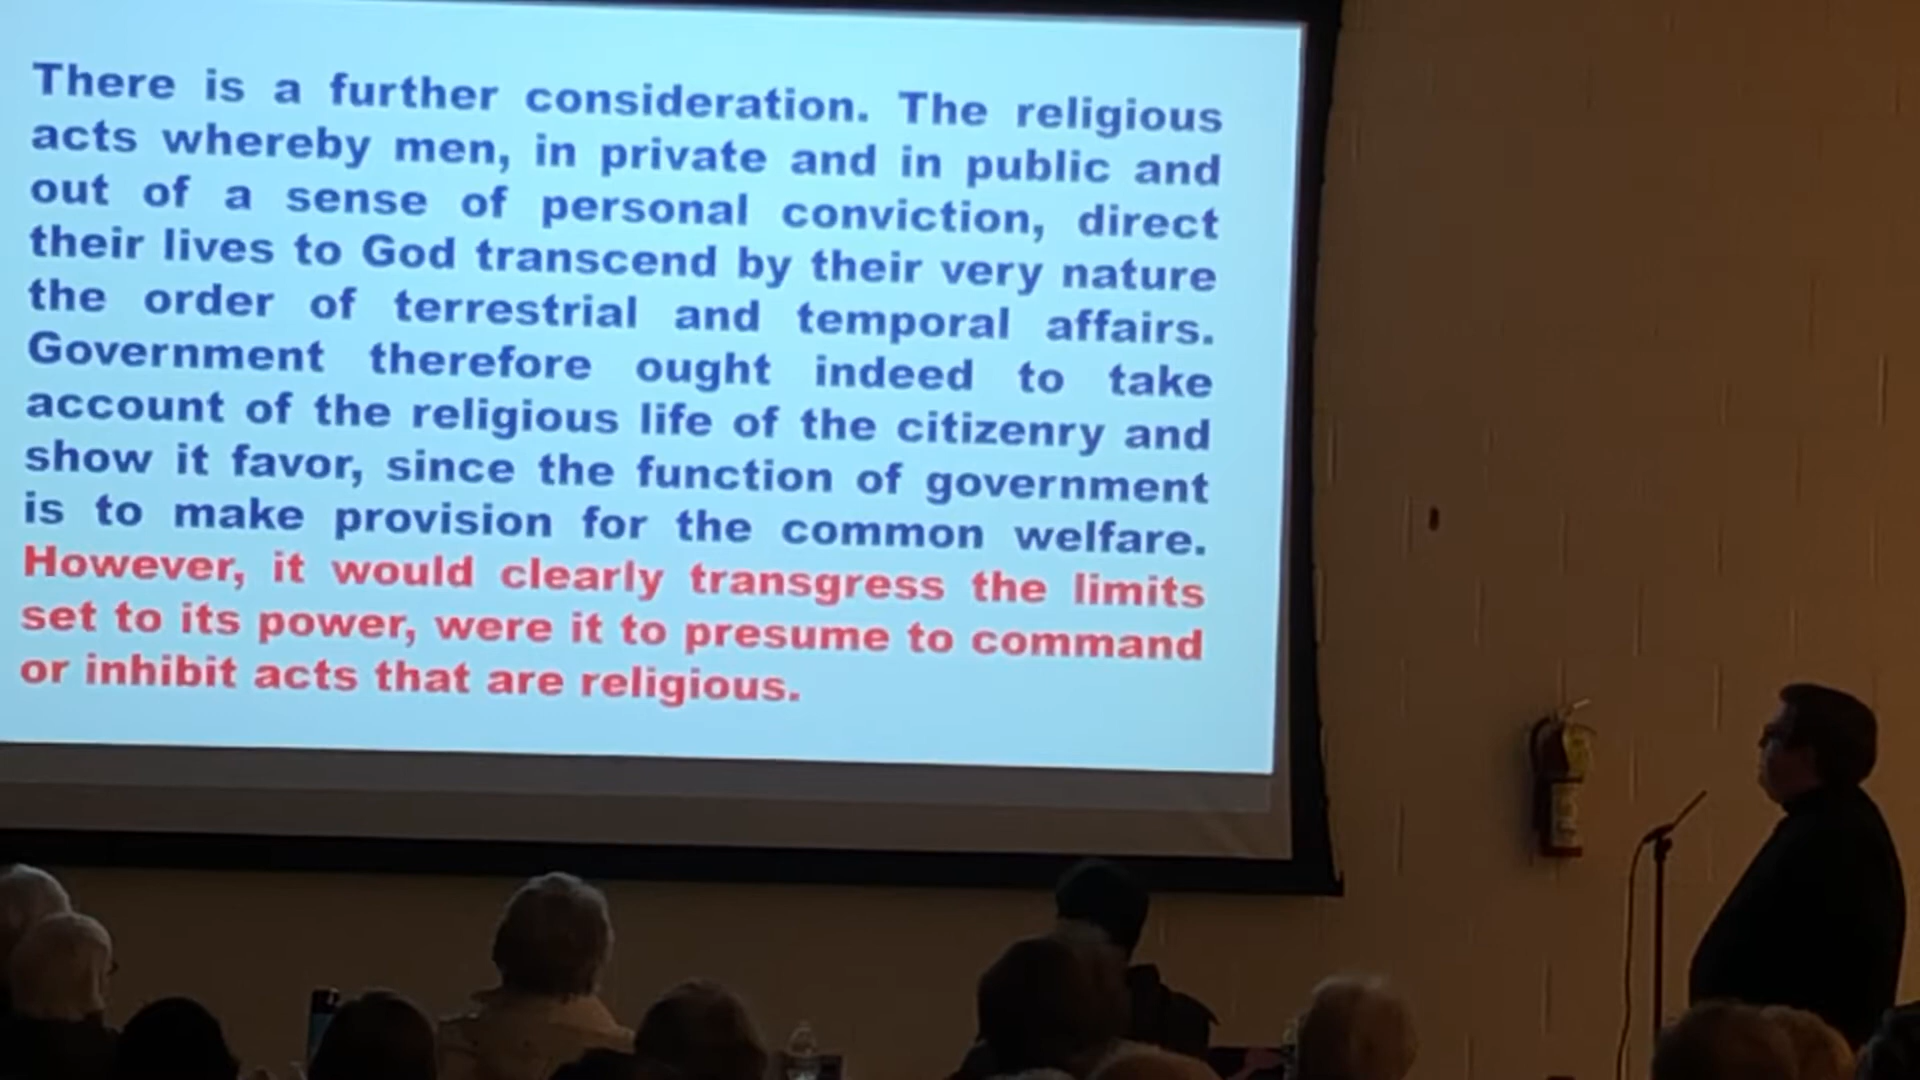 There is a further consideration. The religious
acts whereby men, in private and in public and
out of a sense of personal conviction, direct
their lives to God transcend by their very nature
the order of terrestrial and temporal affairs.
Government therefore ought indeed to take
account of the religious life of the citizenry and
show it favor, since the function of government
is to make provision for the common welfare.
However, it would clearly transgress the limits
set to its power, were it to presume to command
or inhibit acts that are religious.